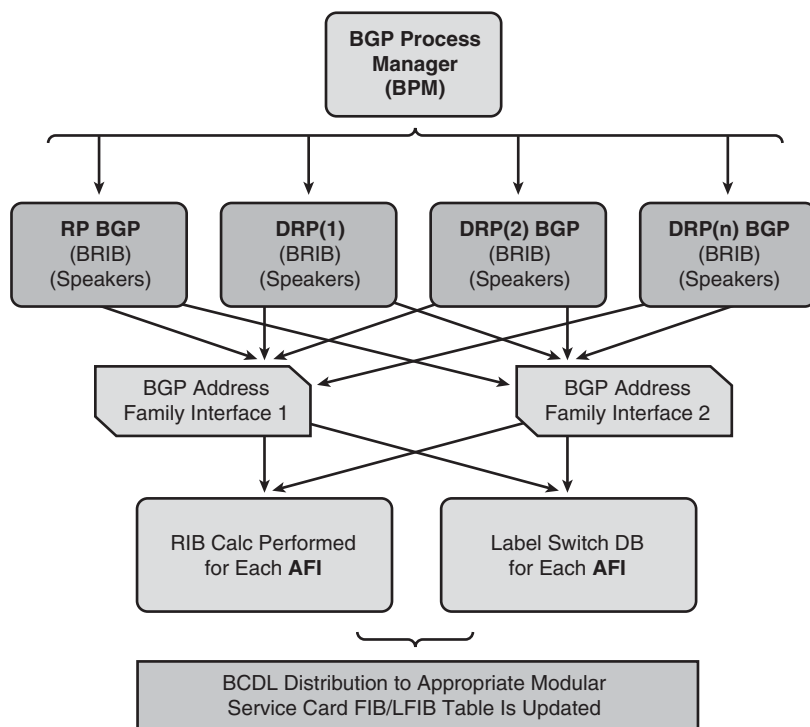 BGP Process
Manager
(BPM)
RP BGP
(BRIB)
(Speakers)
DRP(1)
(BRIB)
(Speakers)
DRP(2) BGP
(BRIB)
(Speakers)
DRP(n) BGP
(BRIB)
(Speakers)
BGP Address
Family Interface 1
BGP Address
Family Interface 2
RIB Calc Performed
for Each AFI
Label Switch DB
for Each AFI
BCDL Distribution to Appropriate Modular
Service Card FIB/LFIB Table Is Updated